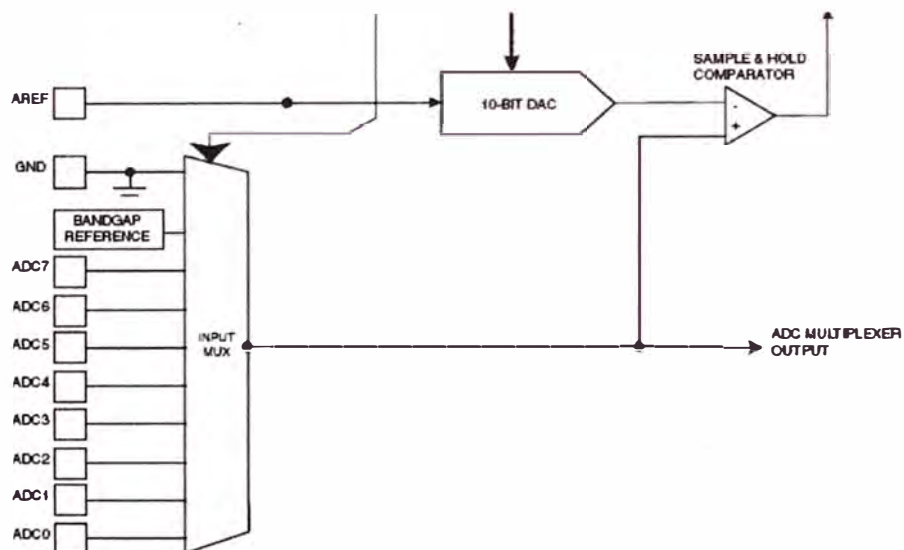 SAMPLE & HOLD
COMPARATOR
AREF
10-BIT DAC
-
+
GND
BANDGAP
REFERENCE
ADC7
ADC6
ADC5
INPUT
MUX
ADC MULTIPLEXER
OUTPUT
ADC4
ADC3
ADC2
ADC1
ADC0